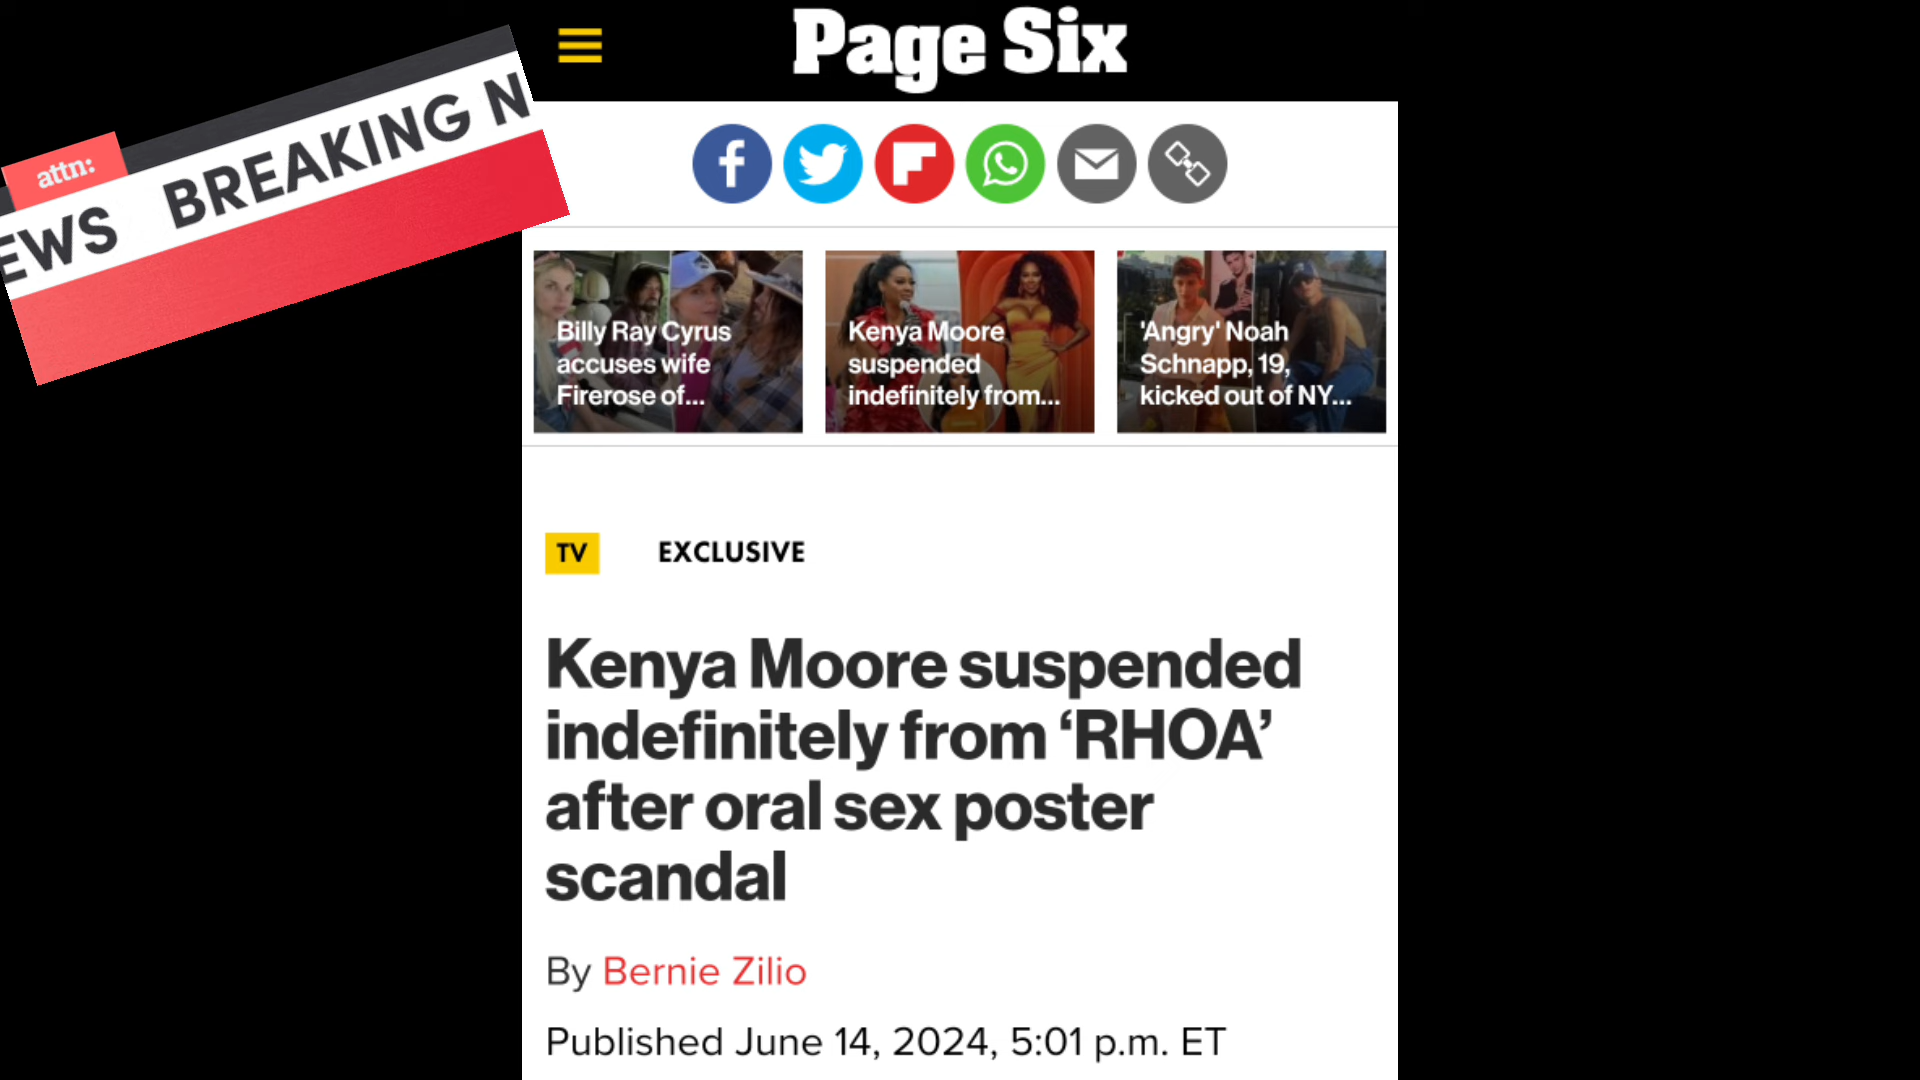 Page Six
attn:
EWS BREAKING N
Billy Ray Cyrus
accuses wife
Firerose of...
Kenya Moore
suspended
indefinitely from...
'Angry' Noah
Schnapp, 19,
kicked out of NY...
TV EXCLUSIVE
Kenya Moore suspended
indefinitely from ‘RHOA’
after oral sex poster
scandal
By Bernie Zilio
Published June 14, 2024, 5:01 p.m. ET